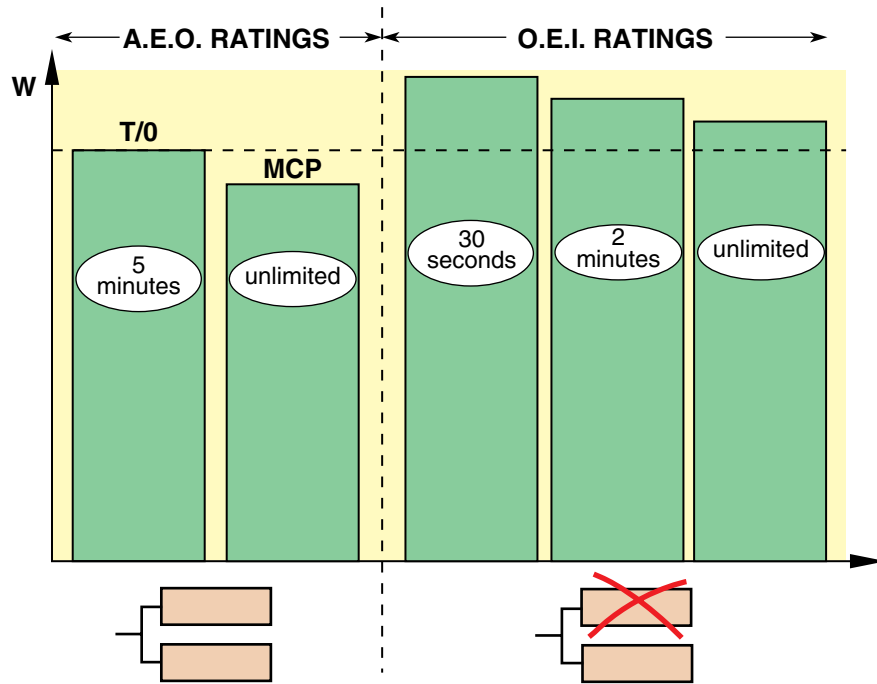 A.E.O. RATINGS
O.E.I. RATINGS
W
T/0
MCP
5
minutes
unlimited
30
seconds
2
minutes
unlimited